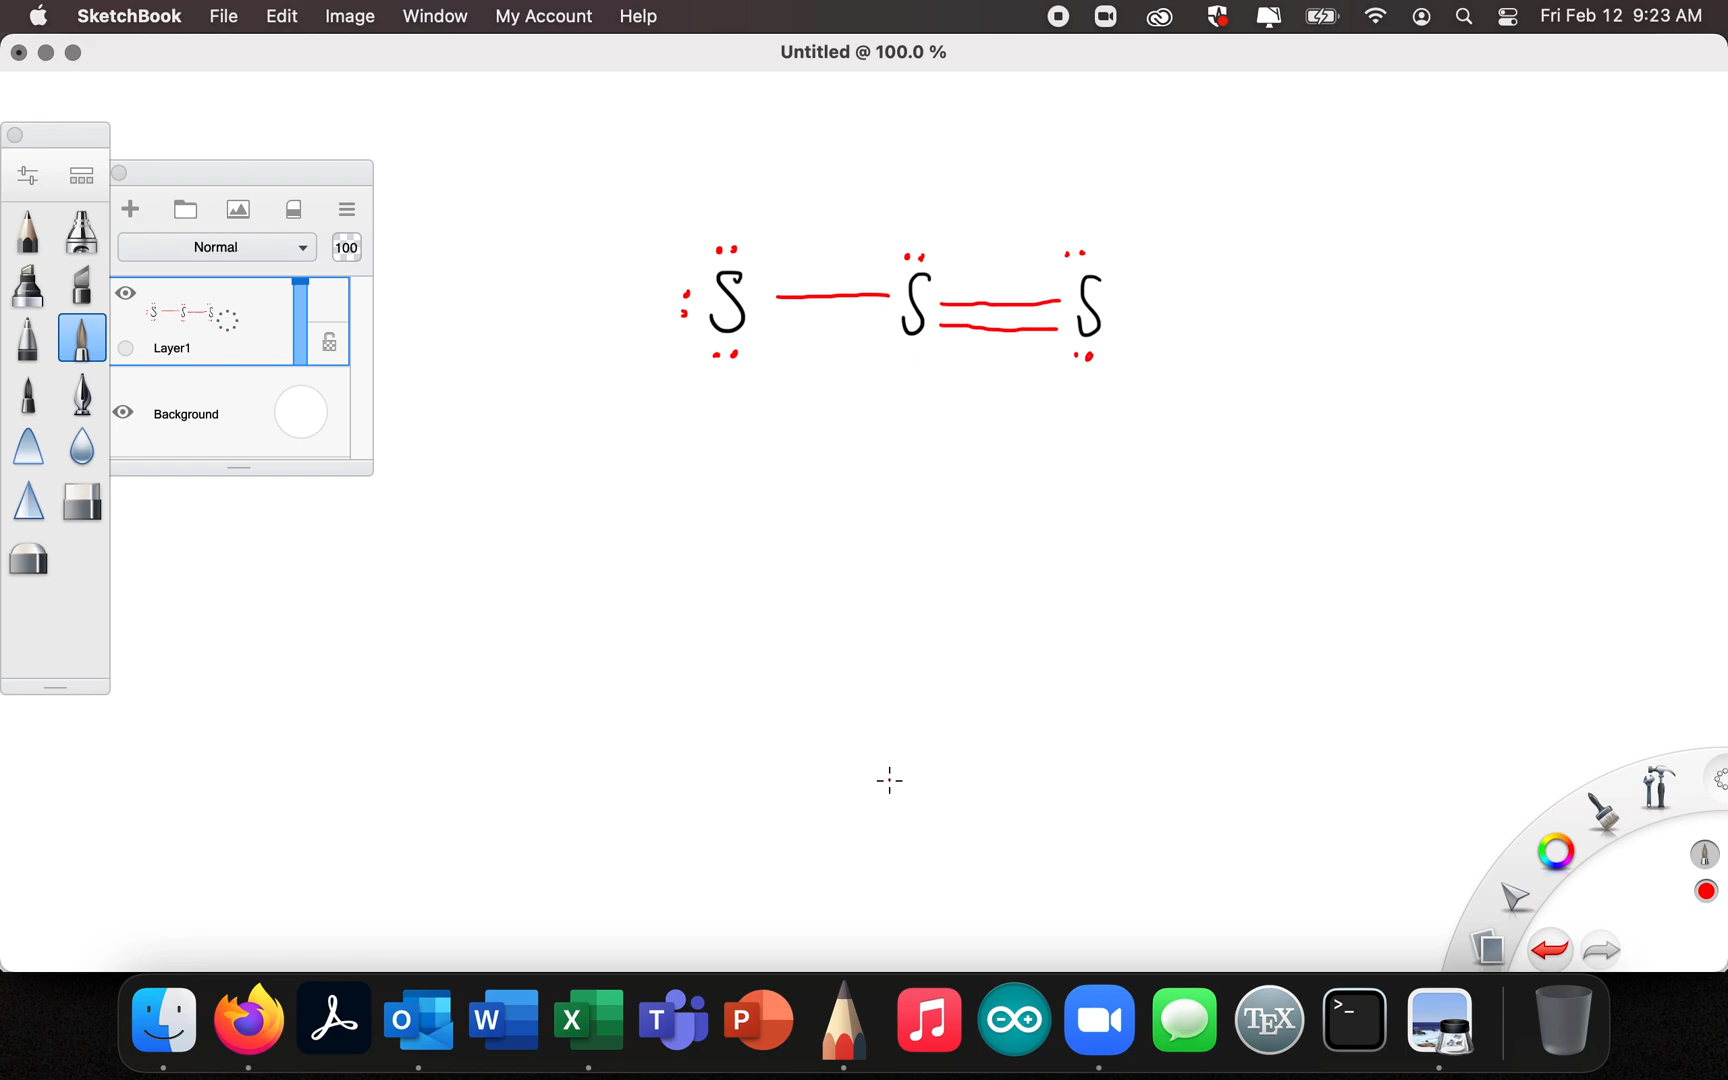 SketchBook File Edit Image Window My Account Help Fri Feb 12 9:23 AM
Untitled @ 100.0 %
Normal 100
S S S
Layer1
Background
O W X T P TEX >_